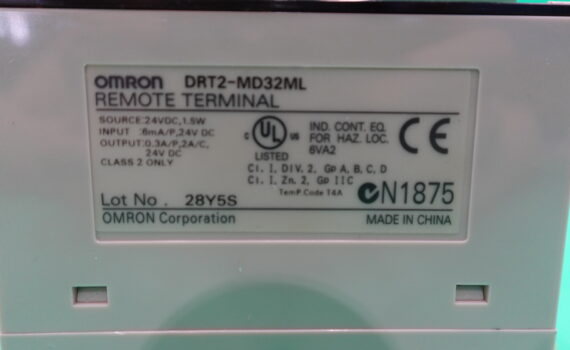 OMRON DRT2-MD32ML
REMOTE TERMINAL
SOURCE:24VDC,1.5W
INPUT :6mA/P,24V DC
OUTPUT:0.3A/P,2A/C,
24V DC
CLASS 2 ONLY
C UL US
LISTED
IND. CONT. EQ.
FOR HAZ. LOC.
6VA2
CE
Cl. I, DIV. 2, Gp A, B, C, D
Cl. I, Zn. 2, Gp IIC
Temp.Code T4A
N1875
Lot No. 28Y5S
OMRON Corporation
MADE IN CHINA